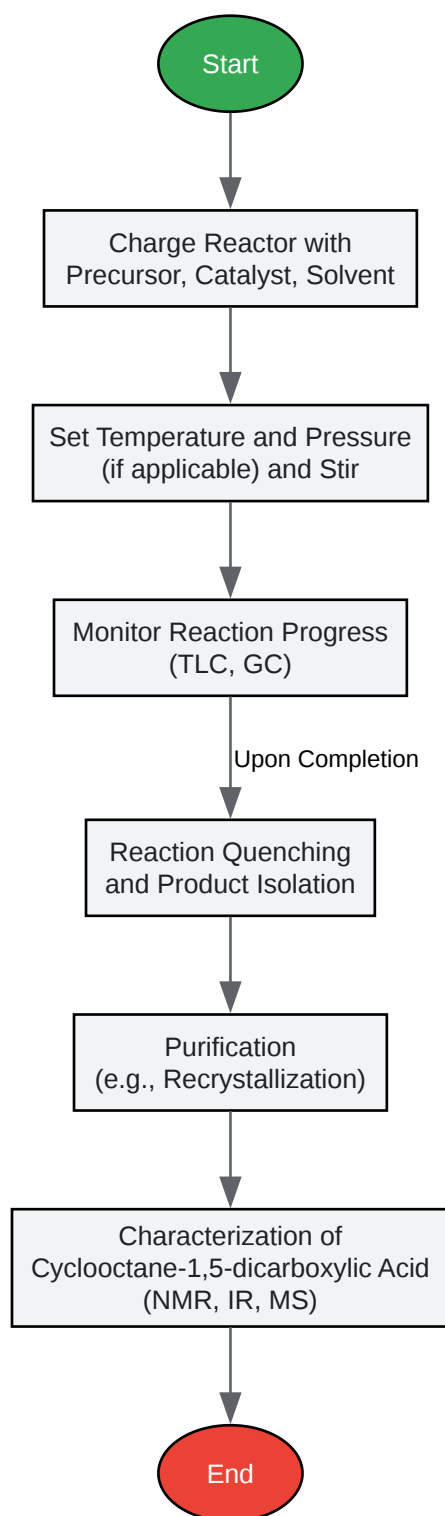 Start
Charge Reactor with
Precursor, Catalyst, Solvent
Set Temperature and Pressure
(if applicable) and Stir
Monitor Reaction Progress
(TLC, GC)
Upon Completion
Reaction Quenching
and Product Isolation
Purification
(e.g., Recrystallization)
Characterization of
Cyclooctane-1,5-dicarboxylic Acid
(NMR, IR, MS)
End